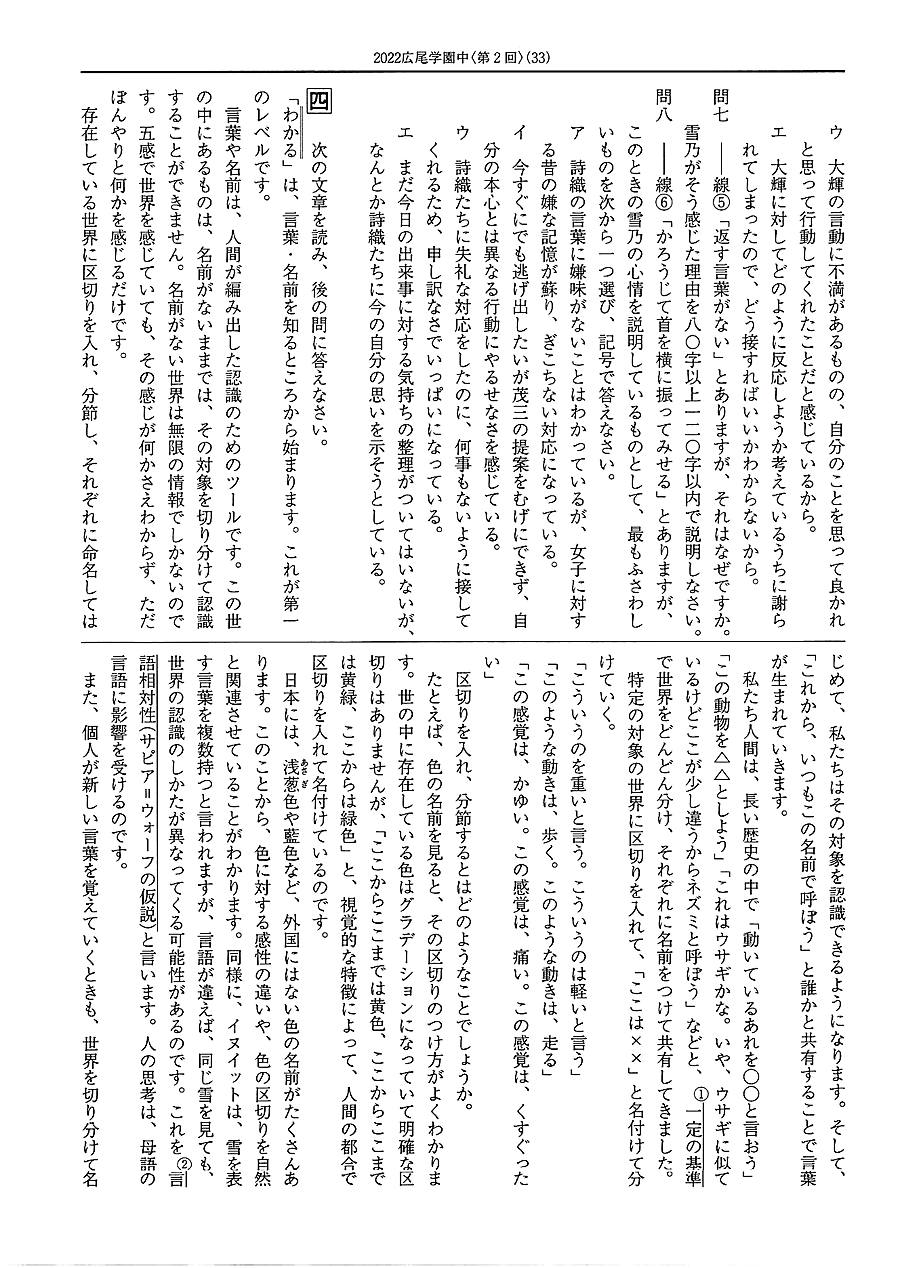 2022広尾学園中〈第2回〉(33)
ウ　大輝の言動に不満があるものの、自分のことを思って良かれ
と思って行動してくれたことだと感じているから。
エ　大輝に対してどのように反応しようか考えているうちに謝ら
れてしまったので、どう接すればいいかわからないから。
問七　――線⑤「返す言葉がない」とありますが、それはなぜですか。
雪乃がそう感じた理由を八〇字以上一二〇字以内で説明しなさい。
問八　――線⑥「かろうじて首を横に振ってみせる」とありますが、
このときの雪乃の心情を説明しているものとして、最もふさわし
いものを次から一つ選び、記号で答えなさい。
ア　詩織の言葉に嫌味がないことはわかっているが、女子に対す
る昔の嫌な記憶が蘇り、ぎこちない対応になっている。
イ　今すぐにでも逃げ出したいが茂三の提案をむげにできず、自
分の本心とは異なる行動にやるせなさを感じている。
ウ　詩織たちに失礼な対応をしたのに、何事もないように接して
くれるため、申し訳なさでいっぱいになっている。
エ　まだ今日の出来事に対する気持ちの整理がついてはいないが、
なんとか詩織たちに今の自分の思いを示そうとしている。
四　次の文章を読み、後の問に答えなさい。
「わかる」は、言葉・名前を知るところから始まります。これが第一
のレベルです。
言葉や名前は、人間が編み出した認識のためのツールです。この世
の中にあるものは、名前がないままでは、その対象を切り分けて認識
することができません。名前がない世界は無限の情報でしかないので
す。五感で世界を感じていても、その感じが何かさえわからず、ただ
ぼんやりと何かを感じるだけです。
存在している世界に区切りを入れ、分節し、それぞれに命名しては
じめて、私たちはその対象を認識できるようになります。そして、
「これから、いつもこの名前で呼ぼう」と誰かと共有することで言葉
が生まれていきます。
私たち人間は、長い歴史の中で「動いているあれを〇〇と言おう」
「この動物を△△としよう」「これはウサギかな。いや、ウサギに似て
いるけどここが少し違うからネズミと呼ぼう」などと、①一定の基準
で世界をどんどん分け、それぞれに名前をつけて共有してきました。
特定の対象の世界に区切りを入れて、「ここは××」と名付けて分
けていく。
「こういうのを重いと言う。こういうのは軽いと言う」
「このような動きは、歩く。このような動きは、走る」
「この感覚は、かゆい。この感覚は、痛い。この感覚は、くすぐった
い」
区切りを入れ、分節するとはどのようなことでしょうか。
たとえば、色の名前を見ると、その区切りのつけ方がよくわかりま
す。世の中に存在している色はグラデーションになっていて明確な区
切りはありませんが、「ここからここまでは黄色、ここからここまで
は黄緑、ここからは緑色」と、視覚的な特徴によって、人間の都合で
区切りを入れて名付けているのです。
日本には、浅葱あさぎ色や藍色など、外国にはない色の名前がたくさんあ
ります。このことから、色に対する感性の違いや、色の区切りを自然
と関連させていることがわかります。同様に、イヌイットは、雪を表
す言葉を複数持つと言われますが、言語が違えば、同じ雪を見ても、
世界の認識のしかたが異なってくる可能性があるのです。これを②言
語相対性(サピア＝ウォーフの仮説)と言います。人の思考は、母語の
言語に影響を受けるのです。
また、個人が新しい言葉を覚えていくときも、世界を切り分けて名